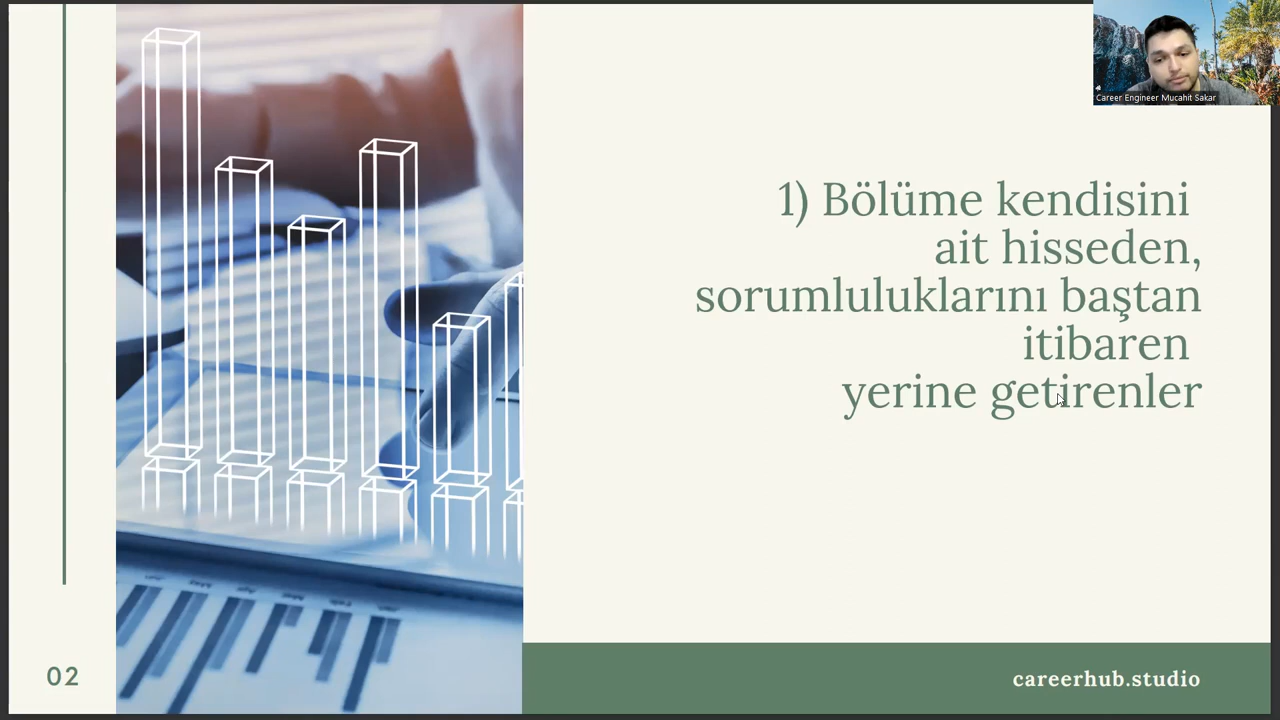 Career Engineer Mucahit Sakar
1) Bölüme kendisini
ait hisseden,
sorumluluklarını baştan
itibaren
yerine getirenler
02
careerhub.studio